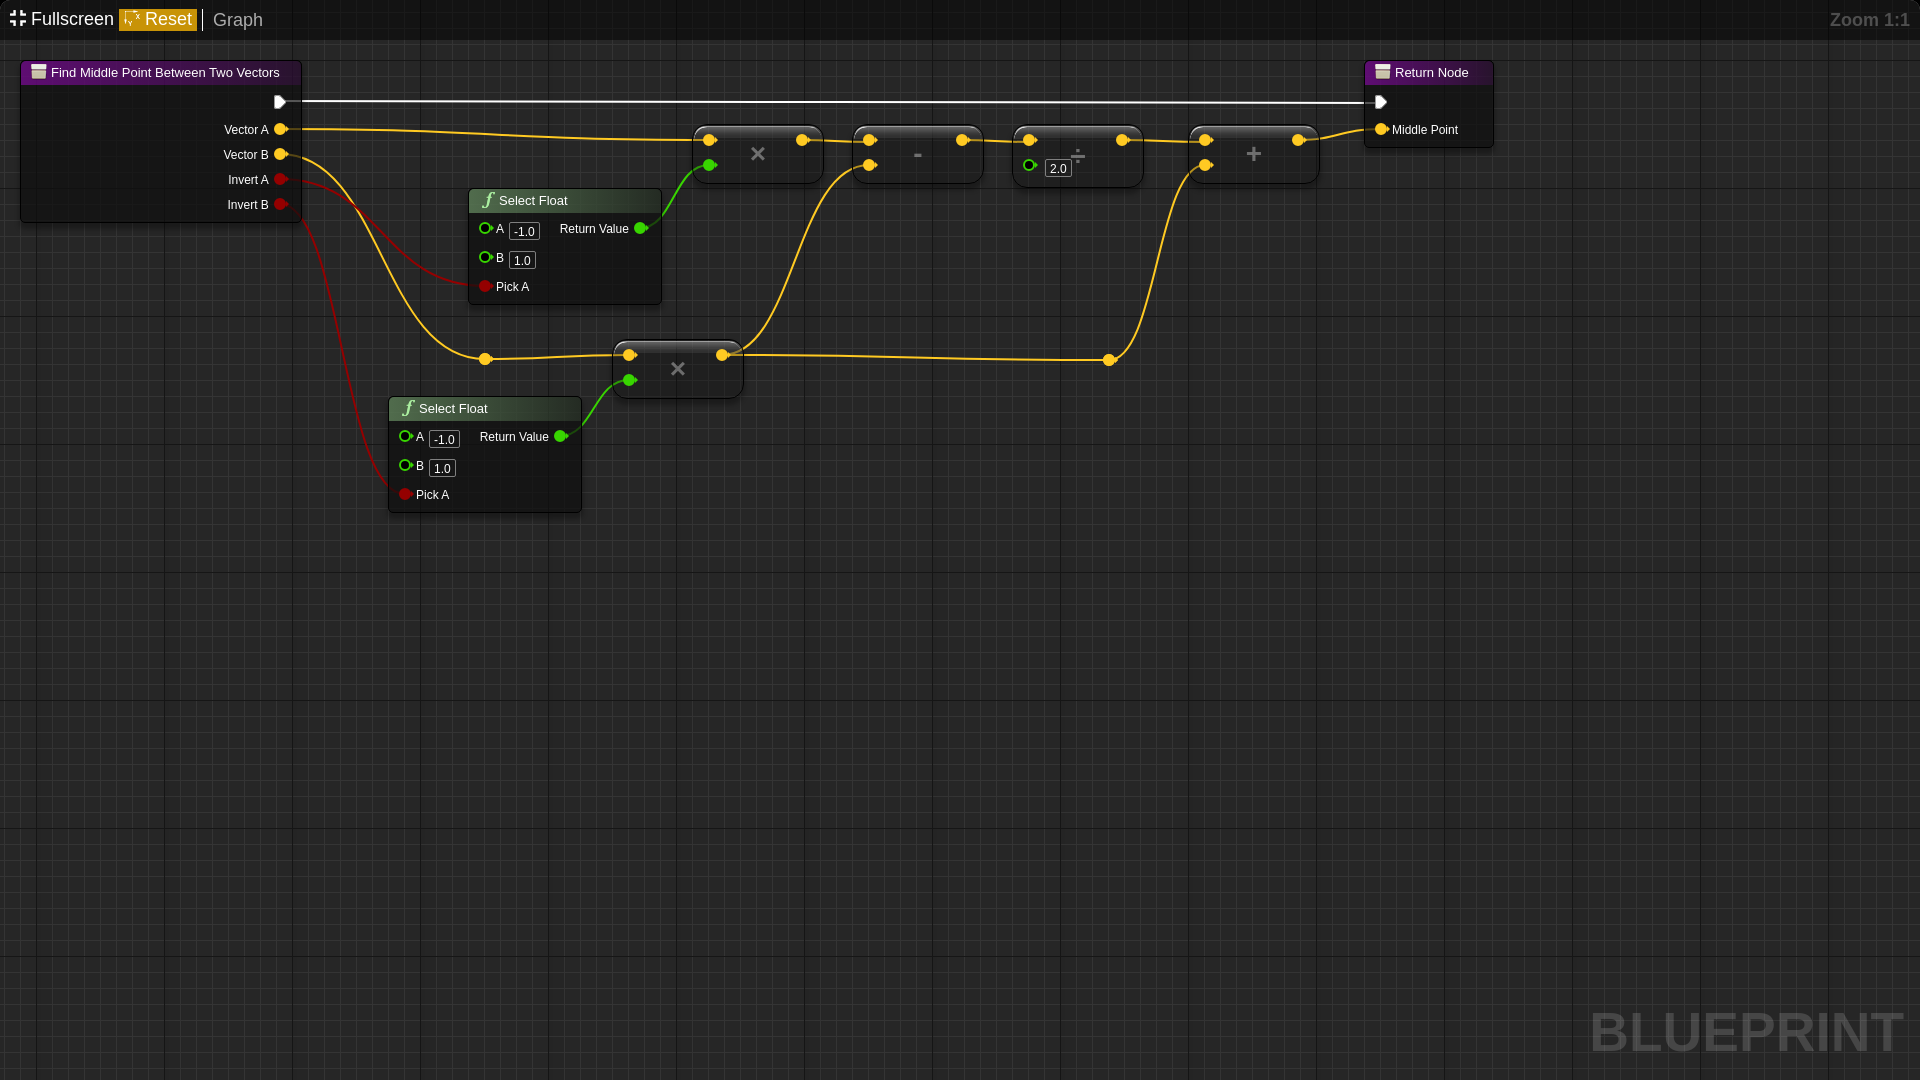 Fullscreen Reset Graph Zoom 1:1
Find Middle Point Between Two Vectors
Vector A
Vector B
Invert A
Invert B
Return Node
Middle Point
×
-
÷
2.0
+
f Select Float
A -1.0 Return Value
B 1.0
Pick A
×
f Select Float
A -1.0 Return Value
B 1.0
Pick A
BLUEPRINT